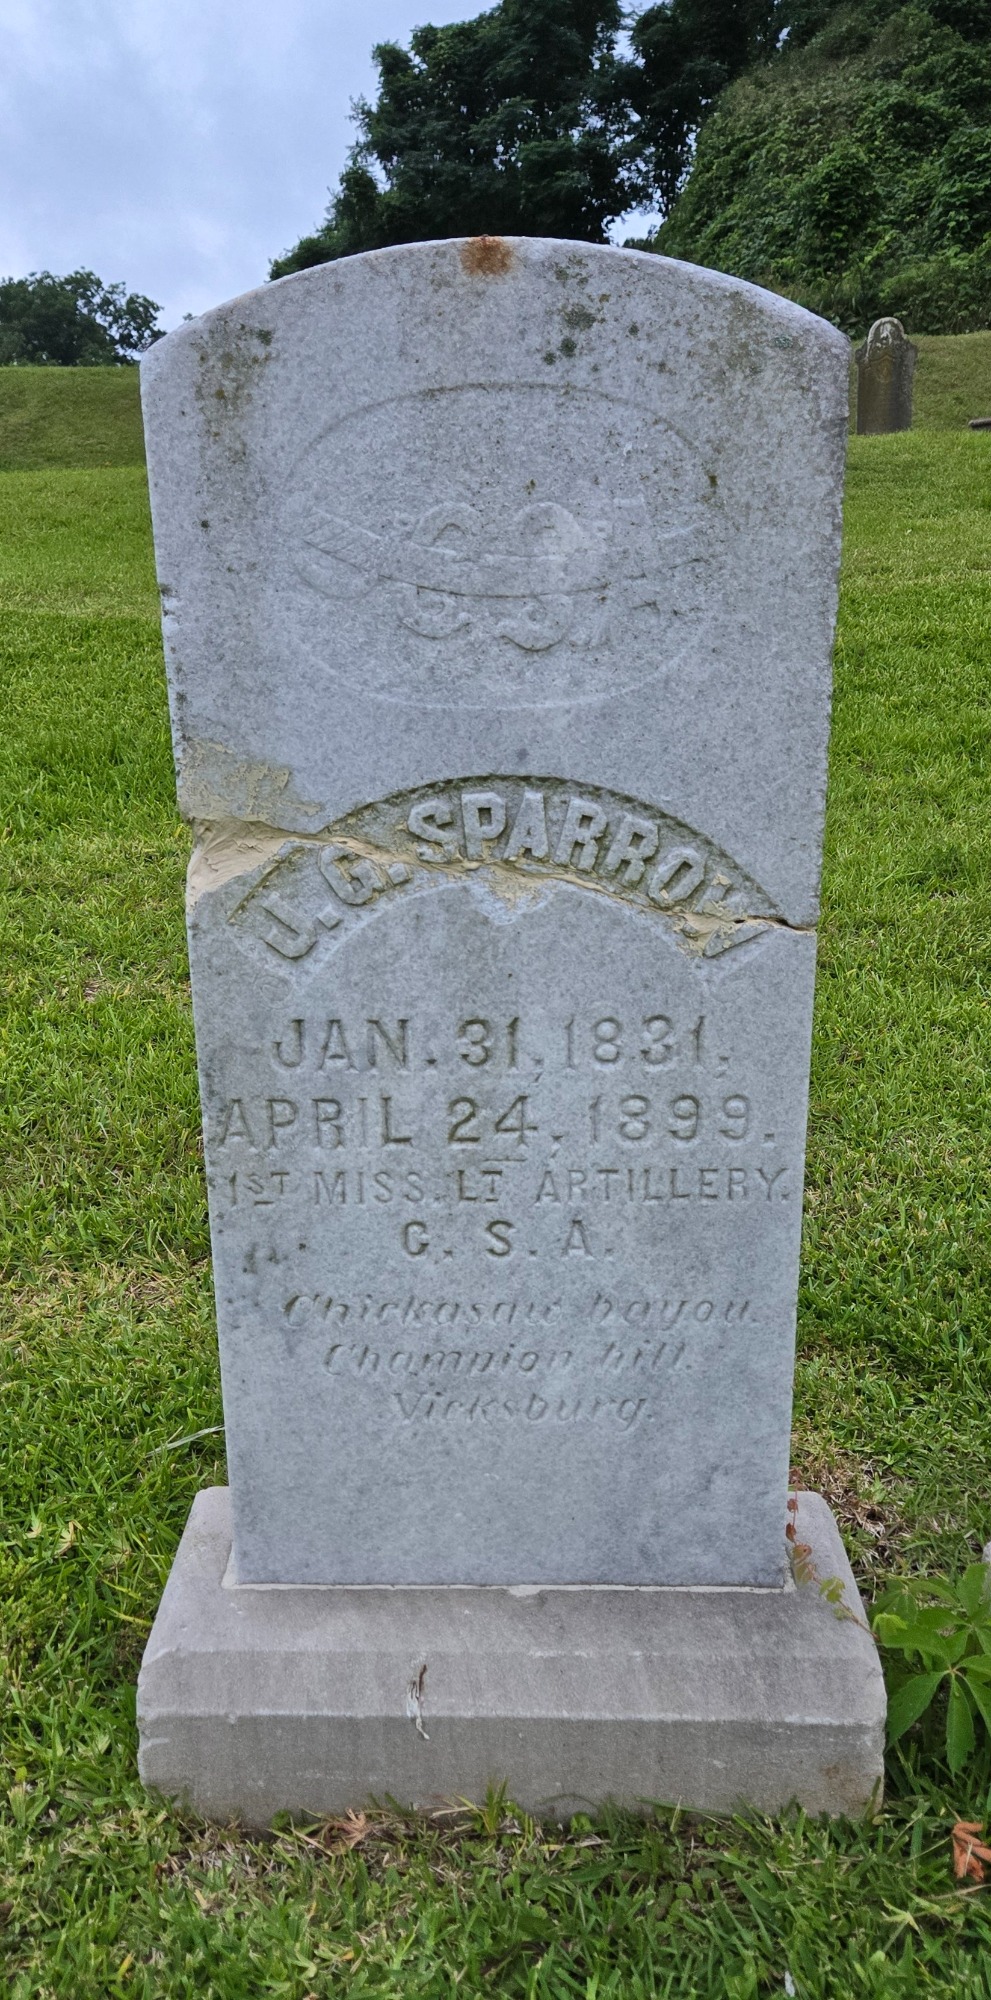 J. G. SPARROW
JAN. 31, 1831,
APRIL 24, 1899.
1ST MISS. LT ARTILLERY.
C. S. A.
Chickasaw bayou.
Champion hill.
Vicksburg.